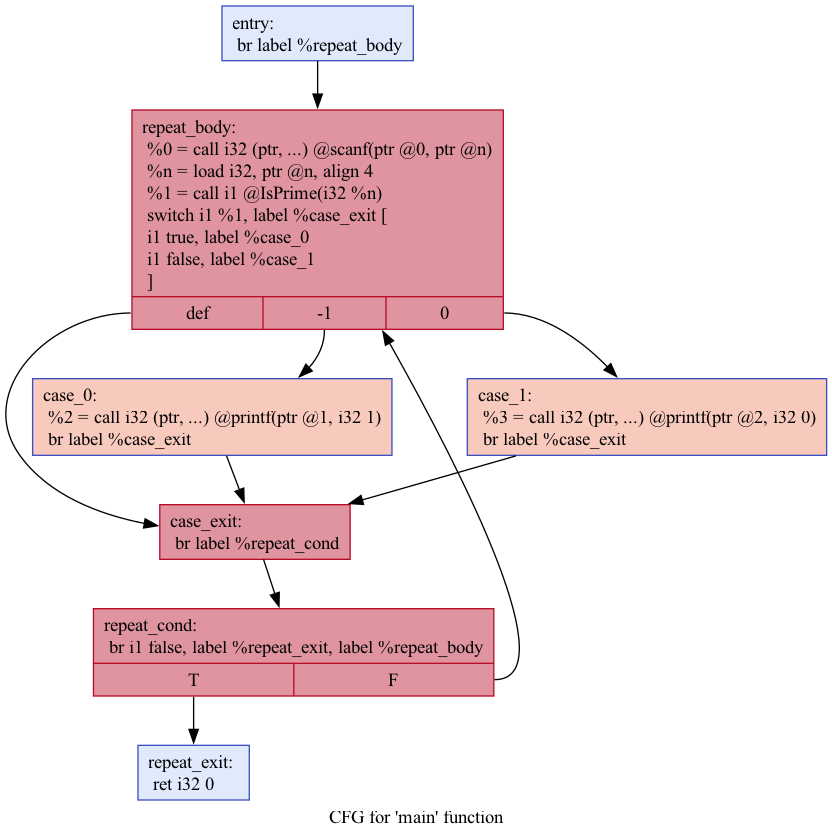 entry:
br label %repeat_body
repeat_body:
%0 = call i32 (ptr, ...) @scanf(ptr @0, ptr @n)
%n = load i32, ptr @n, align 4
%1 = call i1 @IsPrime(i32 %n)
switch i1 %1, label %case_exit [
i1 true, label %case_0
i1 false, label %case_1
]
def -1 0
case_0:
%2 = call i32 (ptr, ...) @printf(ptr @1, i32 1)
br label %case_exit
case_1:
%3 = call i32 (ptr, ...) @printf(ptr @2, i32 0)
br label %case_exit
case_exit:
br label %repeat_cond
repeat_cond:
br i1 false, label %repeat_exit, label %repeat_body
T F
repeat_exit:
ret i32 0
CFG for 'main' function